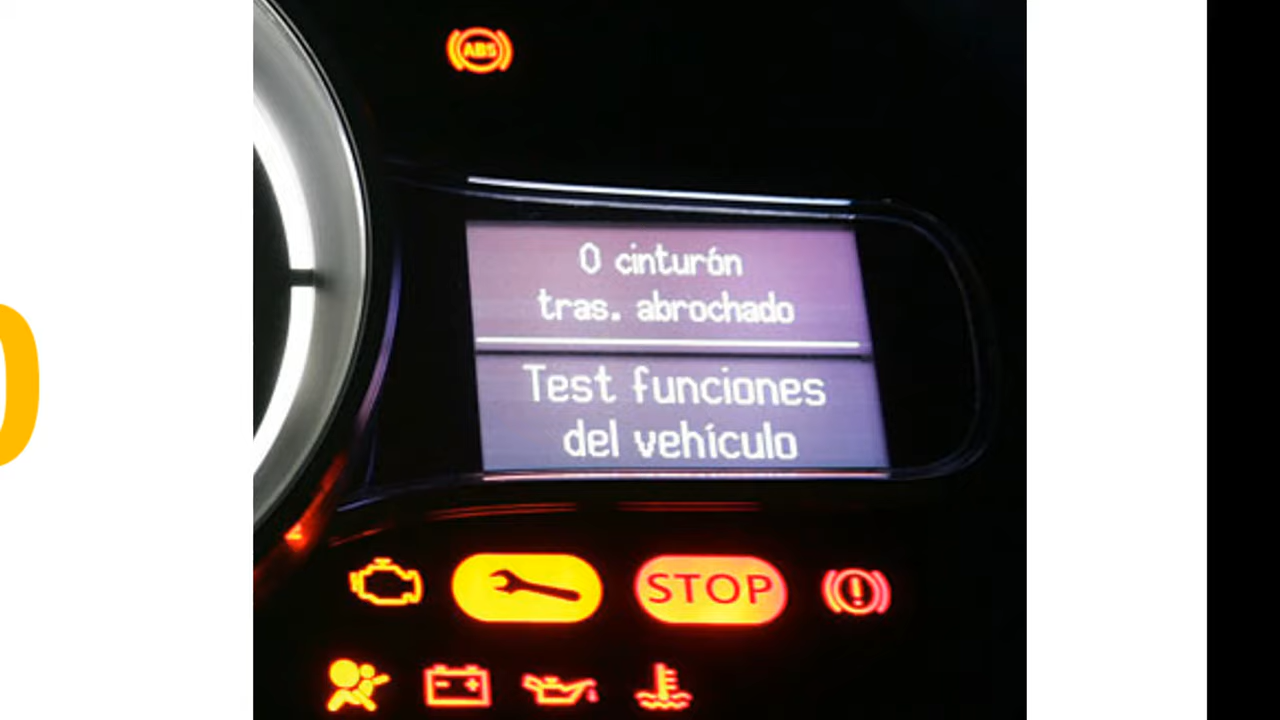 ABS
0 cinturón
tras. abrochado
Test funciones
del vehículo
STOP